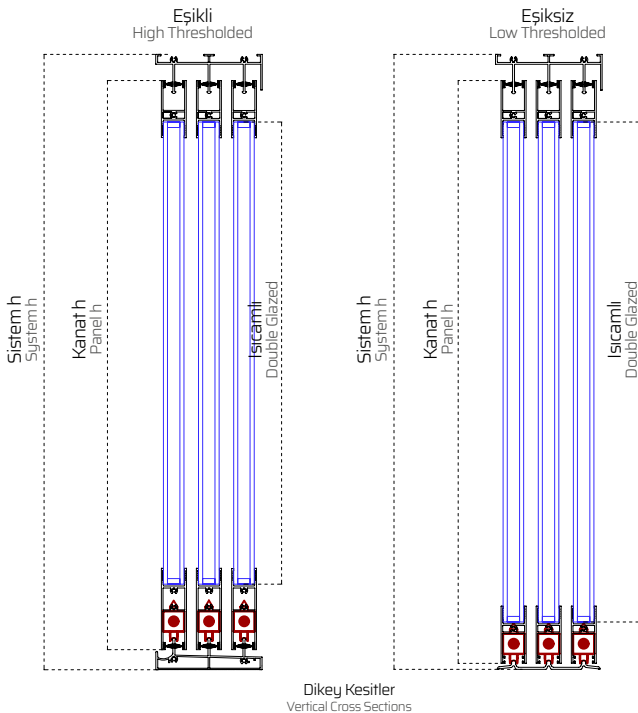 Eşikli
High Thresholded
Eşiksiz
Low Thresholded
Sistem h
System h
Kanat h
Panel h
Isıcamlı
Double Glazed
Sistem h
System h
Kanat h
Panel h
Isıcamlı
Double Glazed
Dikey Kesitler
Vertical Cross Sections